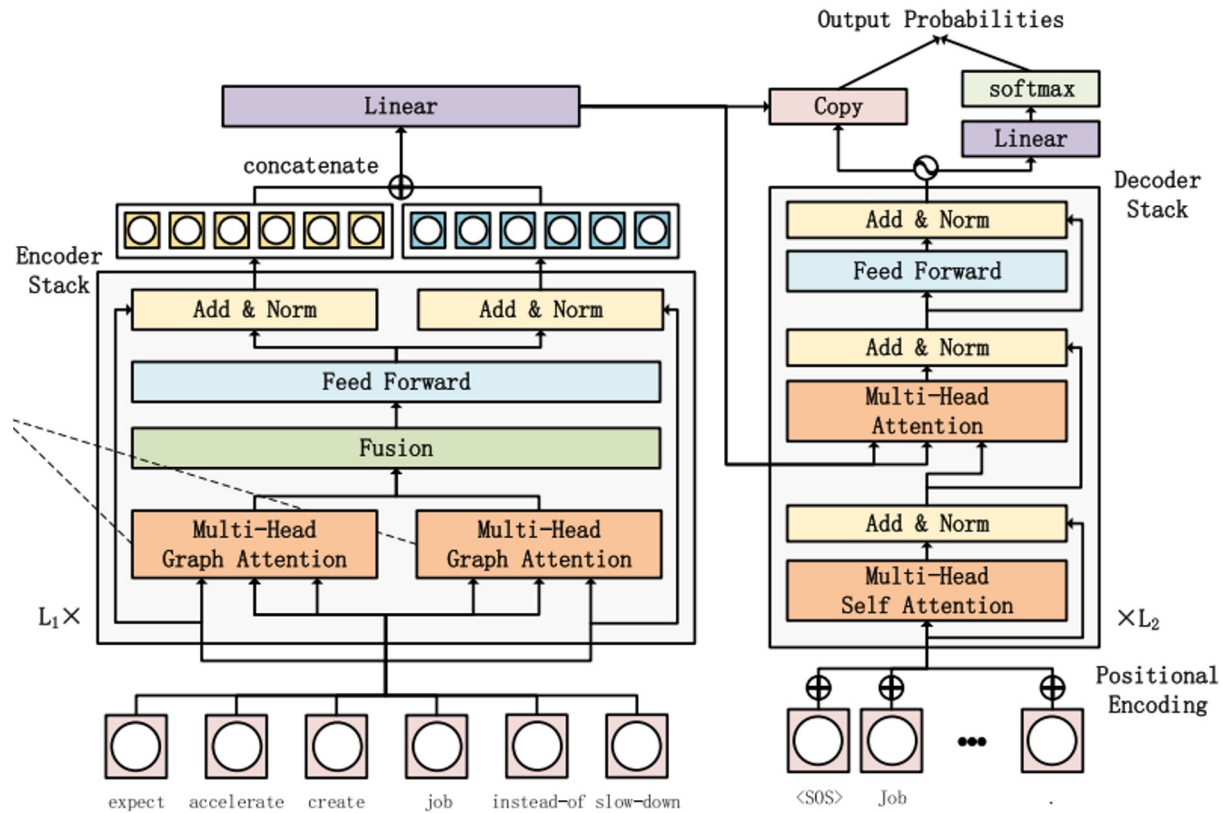 Output Probabilities
softmax
Linear
Copy
Linear
concatenate
Decoder
Stack
Encoder
Stack
Add & Norm
Add & Norm
Feed Forward
Fusion
Multi-Head
Graph Attention
Multi-Head
Graph Attention
L₁×
expect
accelerate
create
job
instead-of
slow-down
Add & Norm
Feed Forward
Add & Norm
Multi-Head
Attention
Add & Norm
Multi-Head
Self Attention
×L₂
Positional
Encoding
<SOS>
Job
•••
.